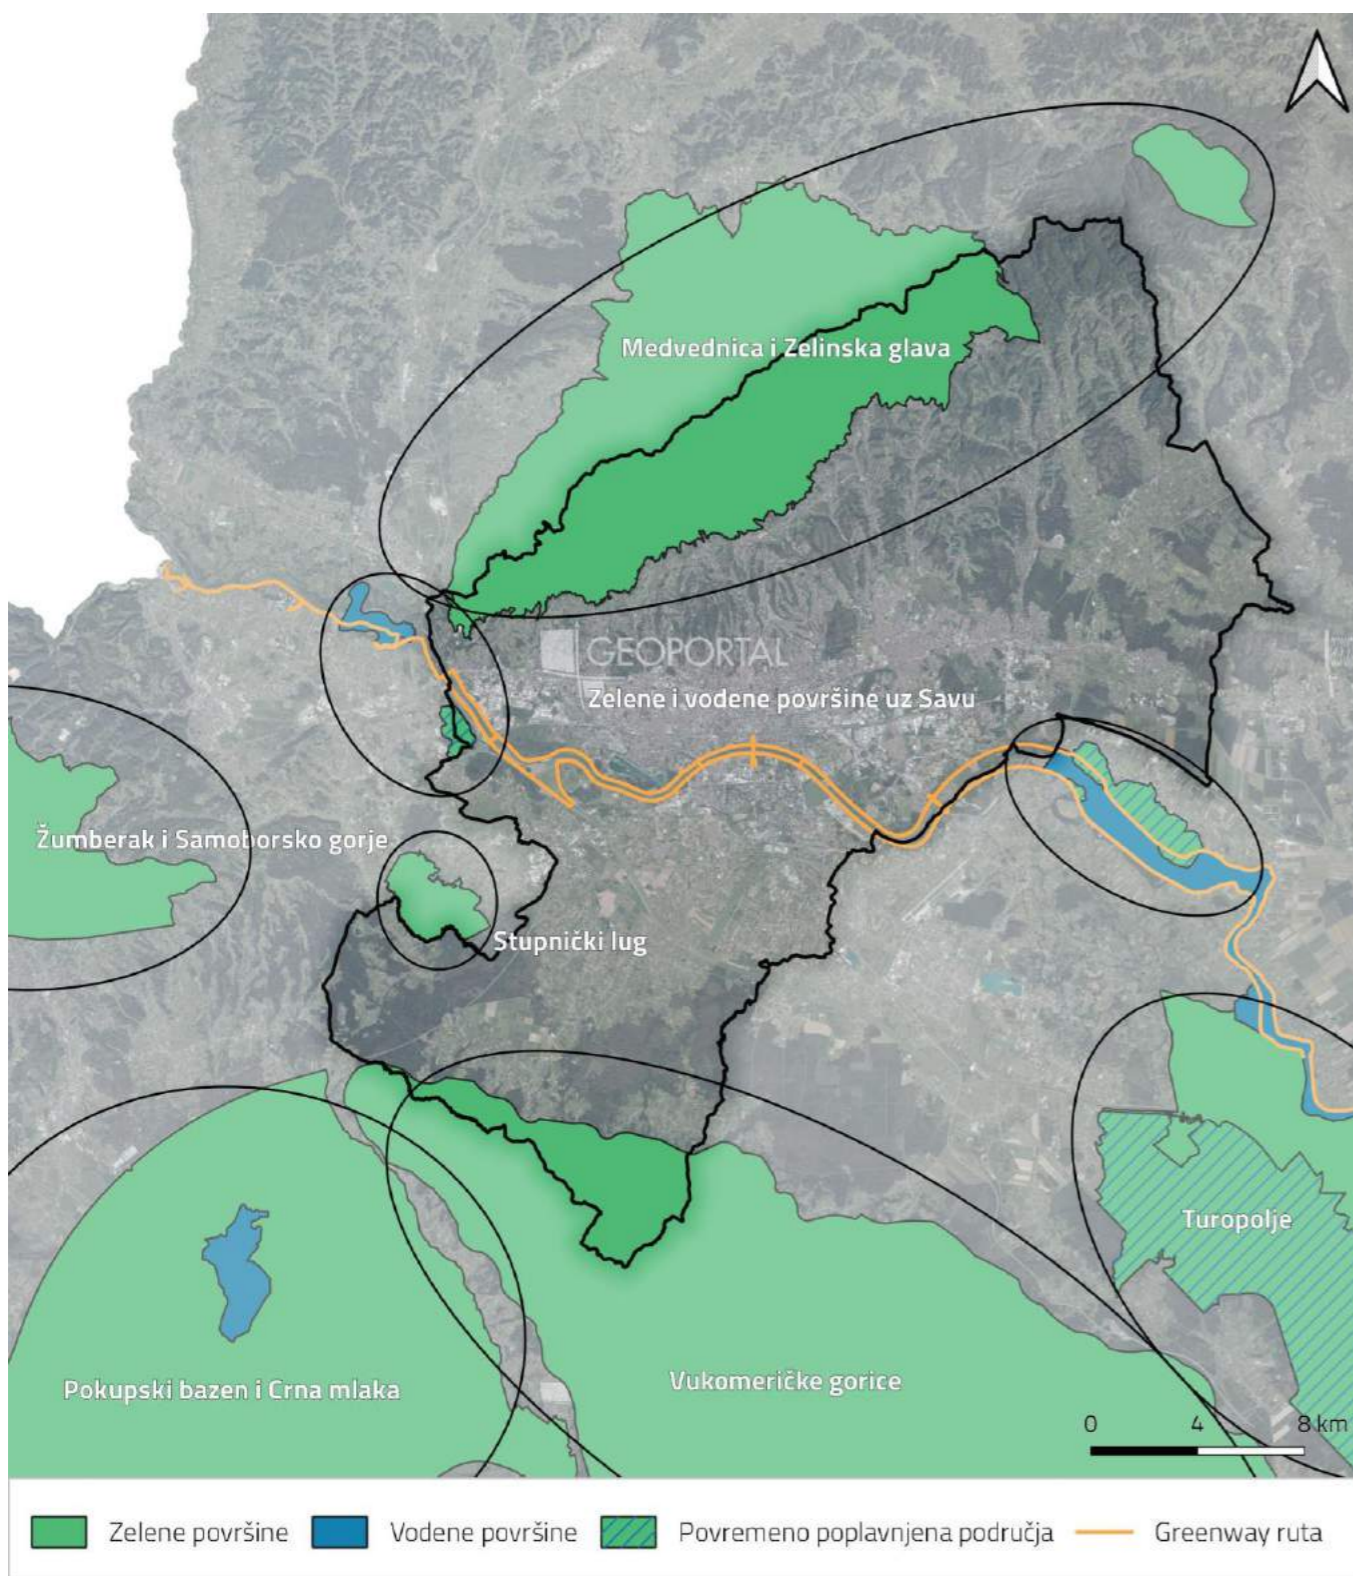 Medvednica i Zelinska glava
GEOPORTAL
Zelene i vodene površine uz Savu
Žumberak i Samoborsko gorje
Stupnički lug
Turopolje
Pokupski bazen i Crna mlaka
Vukomeričke gorice
0 4 8 km
Zelene površine Vodene površine Povremeno poplavnjena područja Greenway ruta